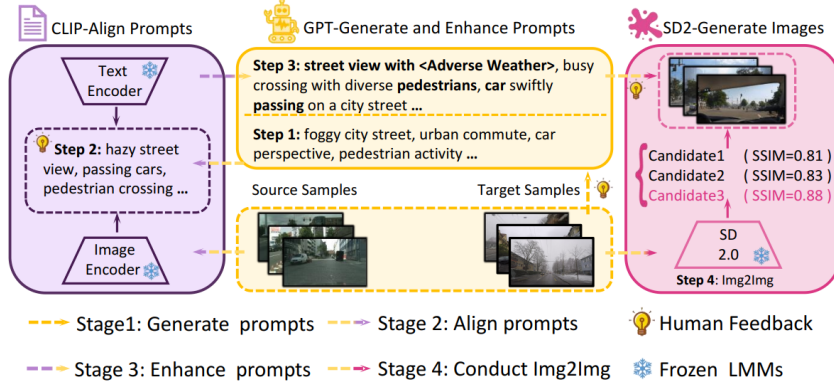 CLIP-Align Prompts
GPT-Generate and Enhance Prompts
SD2-Generate Images
Text
Encoder
Step 2: hazy street
view, passing cars,
pedestrian crossing ...
Image
Encoder
Step 3: street view with <Adverse Weather>, busy
crossing with diverse pedestrians, car swiftly
passing on a city street ...
Step 1: foggy city street, urban commute, car
perspective, pedestrian activity ...
Source Samples
Target Samples
Candidate1 ( SSIM=0.81 )
Candidate2 ( SSIM=0.83 )
Candidate3 ( SSIM=0.88 )
SD
2.0
Step 4: Img2Img
Stage1: Generate prompts
Stage 2: Align prompts
Human Feedback
Stage 3: Enhance prompts
Stage 4: Conduct Img2Img
Frozen LMMs